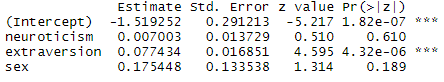 Estimate Std. Error z value Pr(>|z|)
(Intercept) -1.519252 0.291213 -5.217 1.82e-07 ***
neuroticism 0.007003 0.013729 0.510 0.610
extraversion 0.077434 0.016851 4.595 4.32e-06 ***
sex 0.175448 0.133538 1.314 0.189